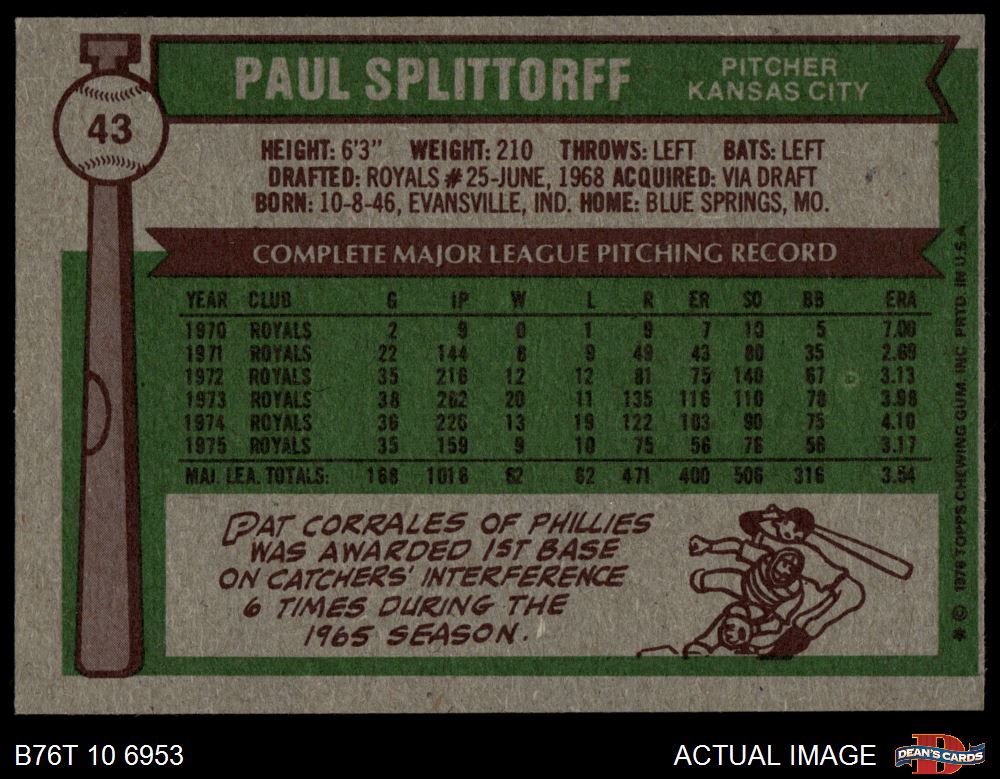 43
PAUL SPLITTORFF
PITCHER
KANSAS CITY
HEIGHT: 6'3" WEIGHT: 210 THROWS: LEFT BATS: LEFT
DRAFTED: ROYALS #25-JUNE, 1968 ACQUIRED: VIA DRAFT
BORN: 10-8-46, EVANSVILLE, IND. HOME: BLUE SPRINGS, MO.
COMPLETE MAJOR LEAGUE PITCHING RECORD
YEAR CLUB G IP W L R ER SO BB ERA
1970 ROYALS 2 9 0 1 9 7 10 5 7.00
1971 ROYALS 22 144 8 9 49 43 80 35 2.69
1972 ROYALS 35 216 12 12 81 75 140 67 3.13
1973 ROYALS 38 262 20 11 135 116 110 78 3.98
1974 ROYALS 36 226 13 19 122 103 90 75 4.10
1975 ROYALS 35 159 9 10 75 56 76 56 3.17
MAJ. LEA. TOTALS: 168 1016 62 62 471 400 506 316 3.54
PAT CORRALES OF PHILLIES
WAS AWARDED 1ST BASE
ON CATCHERS' INTERFERENCE
6 TIMES DURING THE
1965 SEASON.
* © 1976 TOPPS CHEWING GUM, INC. PRTD. IN U.S.A.
B76T 10 6953
ACTUAL IMAGE
DEAN'S CARDS